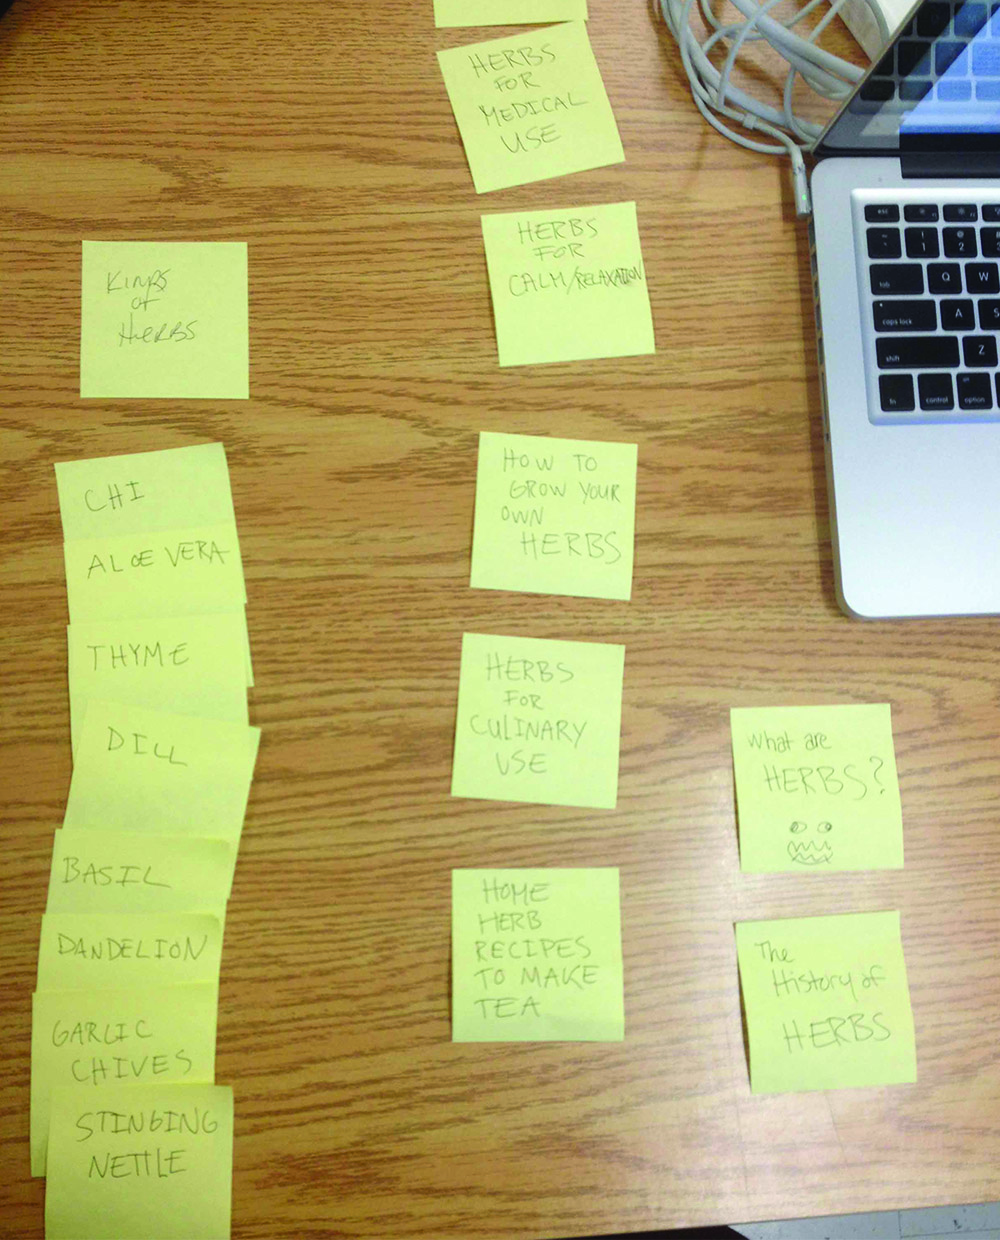 KINDS
OF
HERBS
CHI
ALOE VERA
THYME
DILL
BASIL
DANDELION
GARLIC
CHIVES
STINGING
NETTLE
HERBS
FOR
MEDICAL
USE
HERBS
FOR
CALM/RELAXATION
HOW TO
GROW YOUR
OWN
HERBS
HERBS
FOR
CULINARY
USE
HOME
HERB
RECIPES
TO MAKE
TEA
What are
HERBS?
The
History of
HERBS
esc
~ ! @
` 1 2
tab Q W
caps lock A S
shift Z
fn control option